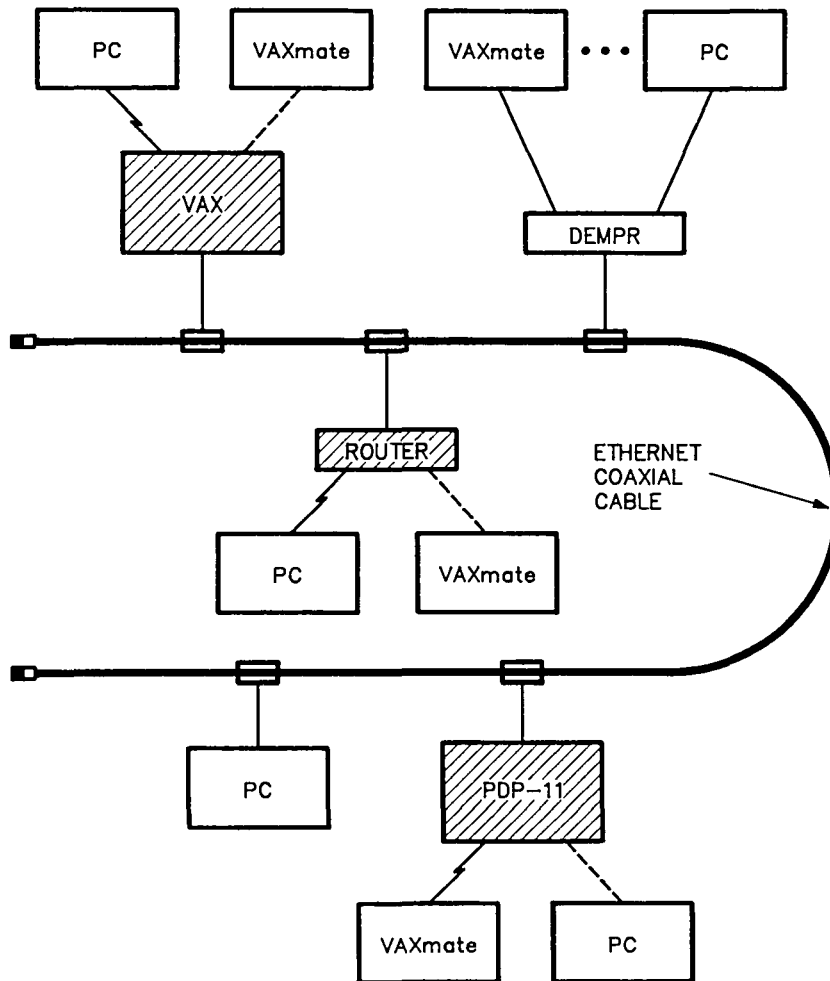 PC
VAXmate
VAXmate
PC
VAX
DEMPR
ROUTER
ETHERNET
COAXIAL
CABLE
PC
VAXmate
PC
PDP-11
VAXmate
PC